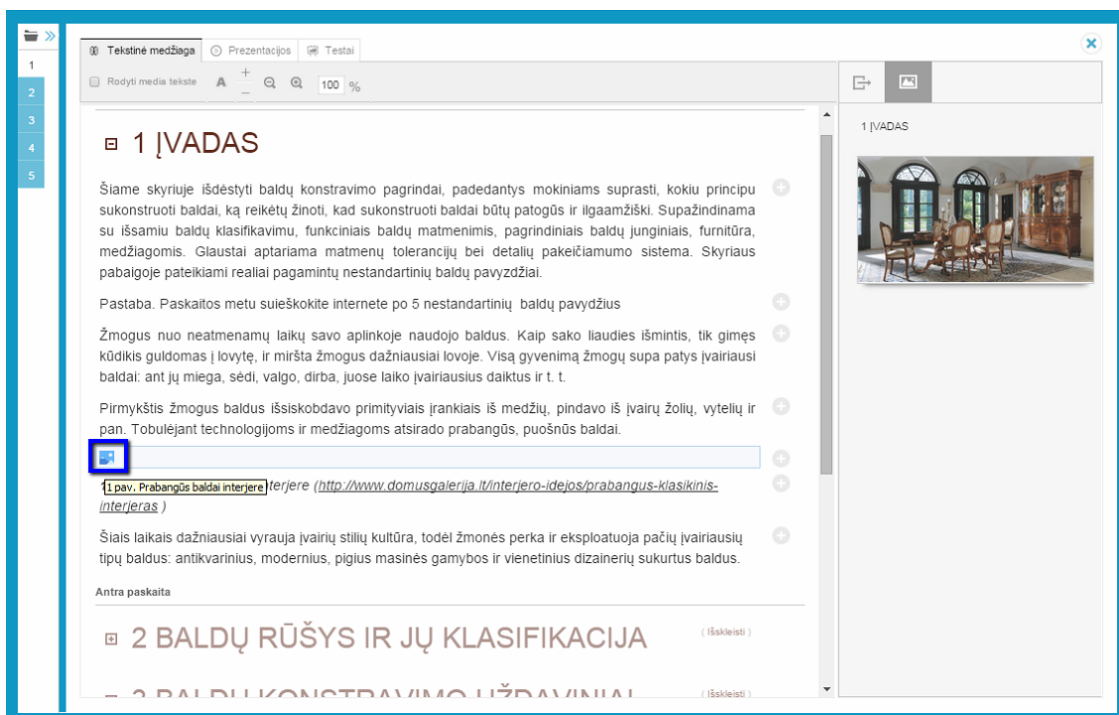 1
2
3
4
5
Tekstinė medžiaga
Prezentacijos
Testai
Rodyti media tekste
A
+
−
100 %
1 ĮVADAS
Šiame skyriuje išdėstyti baldų konstravimo pagrindai, padedantys mokiniams suprasti, kokiu principu
sukonstruoti baldai, ką reikėtų žinoti, kad sukonstruoti baldai būtų patogūs ir ilgaamžiški. Supažindinama
su išsamiu baldų klasifikavimu, funkciniais baldų matmenimis, pagrindiniais baldų junginiais, furnitūra,
medžiagomis. Glaustai aptariama matmenų tolerancijų bei detalių pakeičiamumo sistema. Skyriaus
pabaigoje pateikiami realiai pagamintų nestandartinių baldų pavyzdžiai.
Pastaba. Paskaitos metu suieškokite internete po 5 nestandartinių baldų pavydžius
Žmogus nuo neatmenamų laikų savo aplinkoje naudojo baldus. Kaip sako liaudies išmintis, tik gimęs
kūdikis guldomas į lovytę, ir miršta žmogus dažniausiai lovoje. Visą gyvenimą žmogų supa patys įvairiausi
baldai: ant jų miega, sėdi, valgo, dirba, juose laiko įvairiausius daiktus ir t. t.
Pirmykštis žmogus baldus išsiskobdavo primityviais įrankiais iš medžių, pindavo iš įvairų žolių, vytelių ir
pan. Tobulėjant technologijoms ir medžiagoms atsirado prabangūs, puošnūs baldai.
1 pav. Prabangūs baldai interjere
terjere (http://www.domusgalerija.lt/interjero-idejos/prabangus-klasikinis-
interjeras )
Šiais laikais dažniausiai vyrauja įvairių stilių kultūra, todėl žmonės perka ir eksploatuoja pačių įvairiausių
tipų baldus: antikvarinius, modernius, pigius masinės gamybos ir vienetinius dizainerių sukurtus baldus.
Antra paskaita
2 BALDŲ RŪŠYS IR JŲ KLASIFIKACIJA
( Išskleisti )
3 BALDŲ KONSTRAVIMO UŽDAVINIAI
( Išskleisti )
1 ĮVADAS